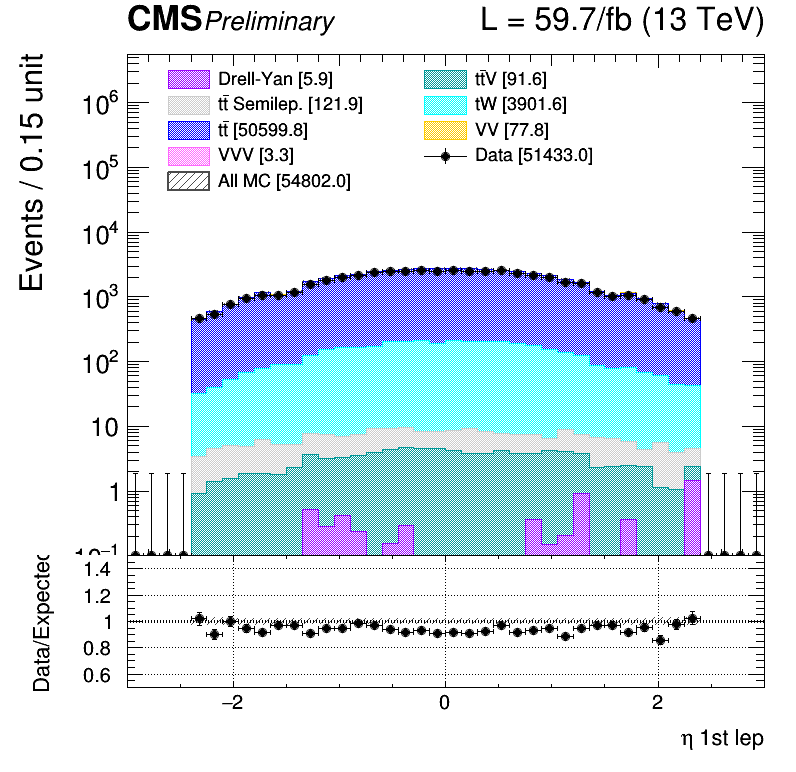 CMS Preliminary L = 59.7/fb (13 TeV)
Events / 0.15 unit
Drell-Yan [5.9]
tt̄ Semilep. [121.9]
tt̄ [50599.8]
VVV [3.3]
All MC [54802.0]
tt̄V [91.6]
tW [3901.6]
VV [77.8]
Data [51433.0]
10⁶
10⁵
10⁴
10³
10²
10
1
10⁻¹
Data/Expected
1.4
1.2
1
0.8
0.6
−2 0 2
η 1st lep